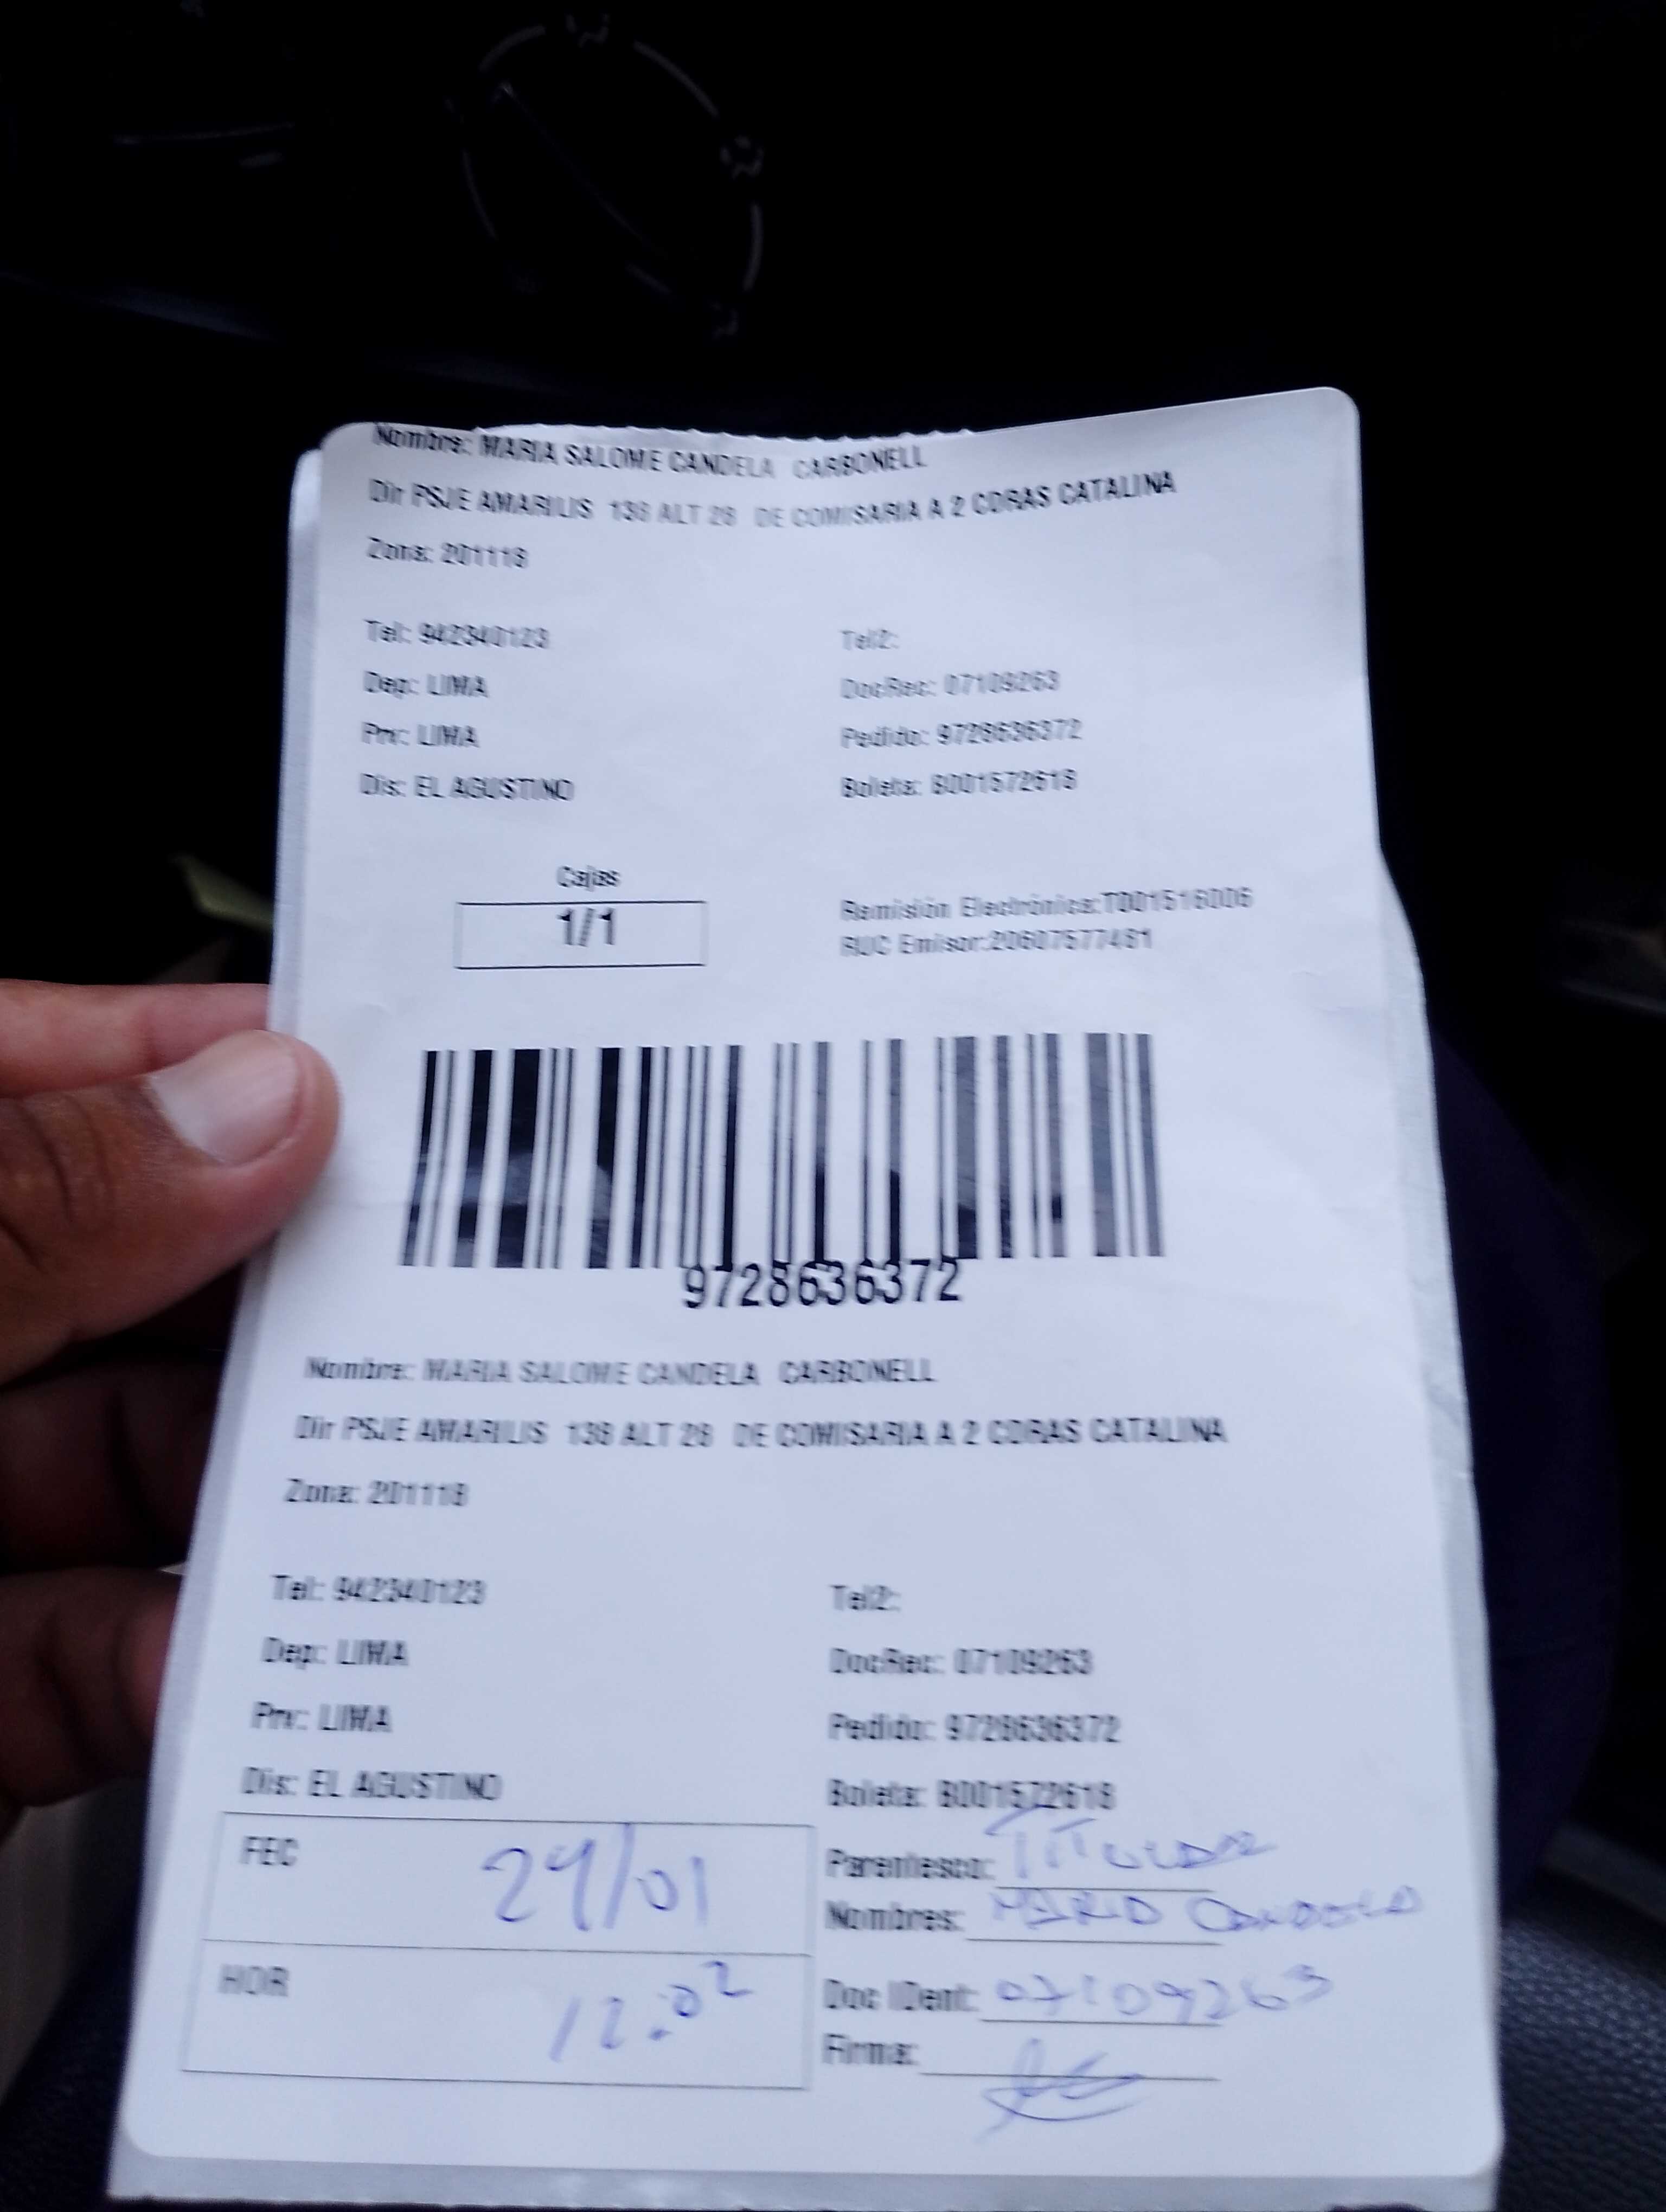 Nombre: MARIA SALOME CANDELA CARBONELL
Dir PSJE AMARILIS 138 ALT 28 DE COMISARIA A 2 CDRAS CATALINA
Zona: 201118
Tel: 942340123 Tel2:
Dep: LIMA DocRec: 07109263
Prv: LIMA Pedido: 9728636372
Dis: EL AGUSTINO Boleta: B001572618
Cajas
1/1
Remisión Electrónica:T001516006
RUC Emisor:20607577481
9728636372
Nombre: MARIA SALOME CANDELA CARBONELL
Dir PSJE AMARILIS 138 ALT 28 DE COMISARIA A 2 CDRAS CATALINA
Zona: 201118
Tel: 942340123 Tel2:
Dep: LIMA DocRec: 07109263
Prv: LIMA Pedido: 9728636372
Dis: EL AGUSTINO Boleta: B001572618
FEC 29/01 Parentesco: TITULAR
Nombres: CANDELA
HOR 12:02 Doc IDent: 07109263
Firma: